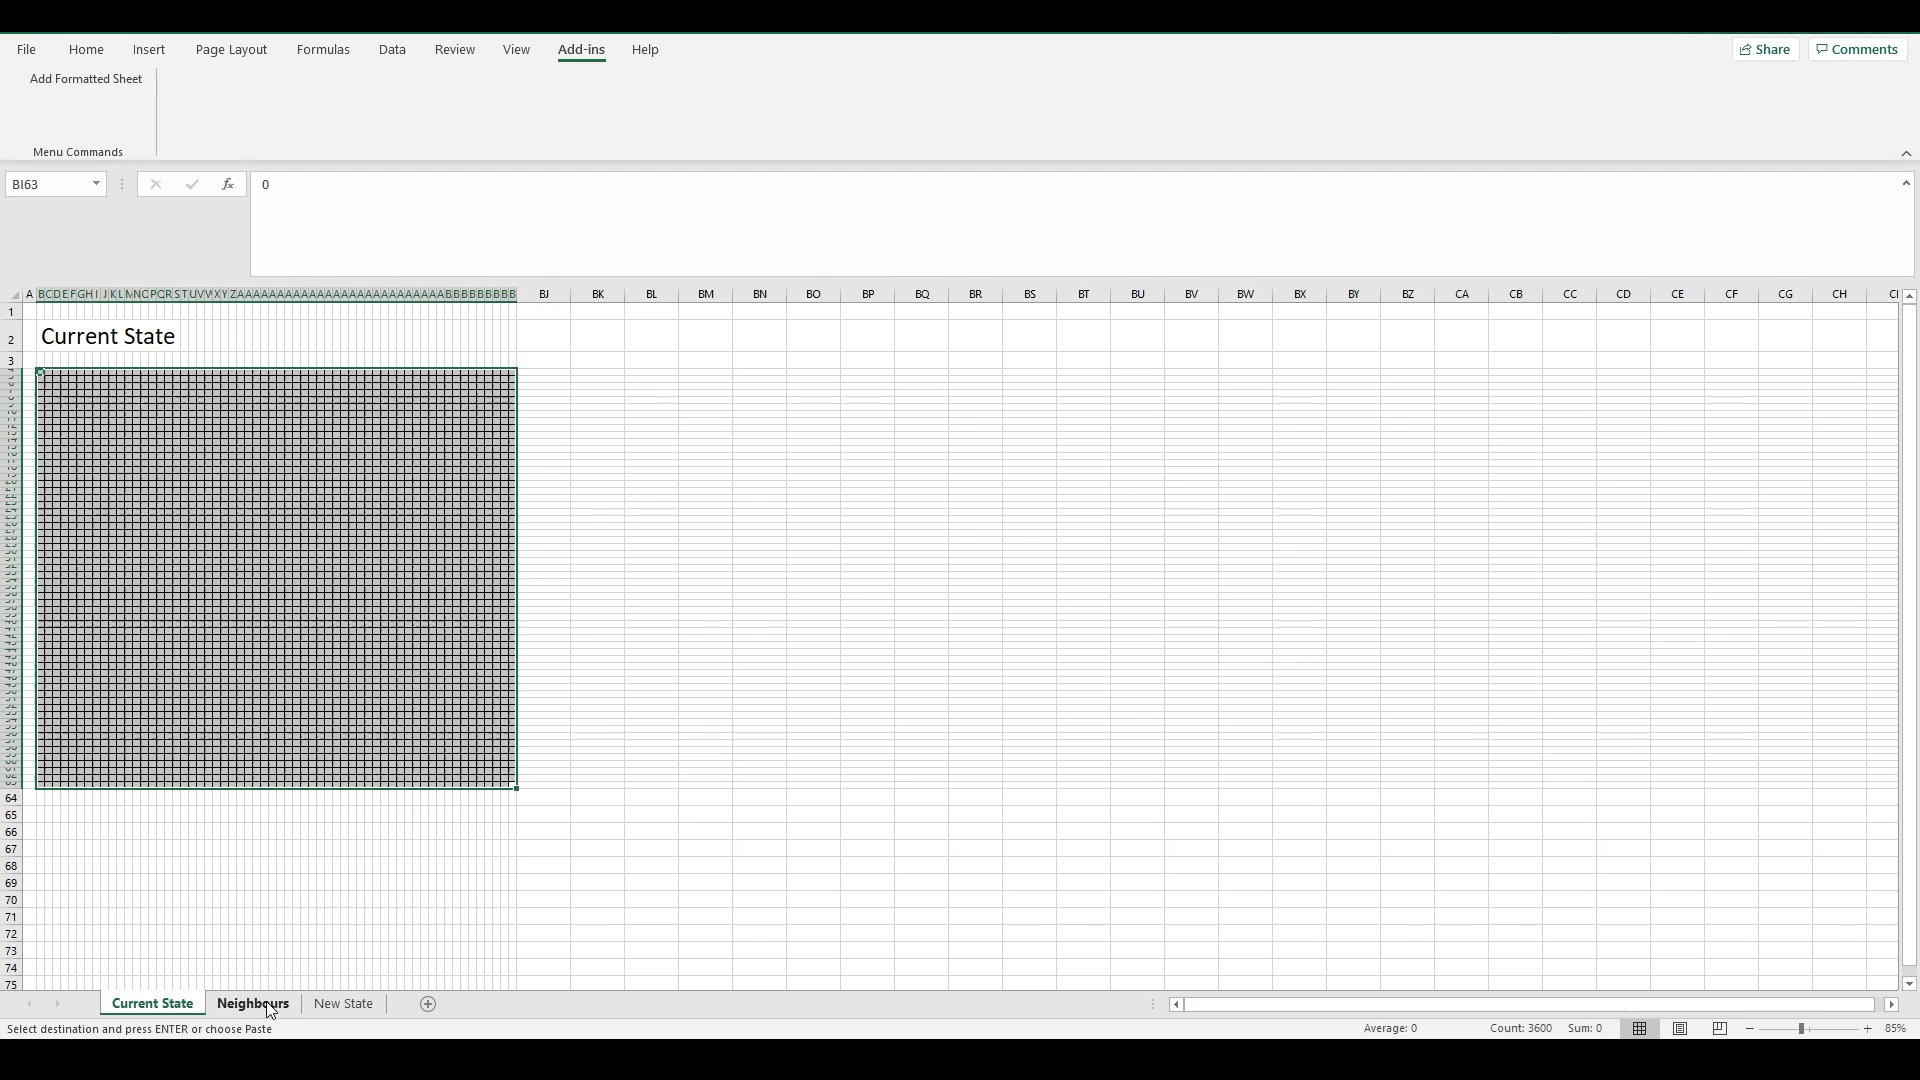 File Home Insert Page Layout Formulas Data Review View Add-ins Help Share Comments
Add Formatted Sheet
Menu Commands
BI63 fx 0
A B C D E F G H I J K L M N O P Q R S T U V W X Y Z BJ BK BL BM BN BO BP BQ BR BS BT BU BV BW BX BY BZ CA CB CC CD CE CF CG CH
1
2 Current State
3
64
65
66
67
68
69
70
71
72
73
74
75
Current State Neighbours New State
Select destination and press ENTER or choose Paste Average: 0 Count: 3600 Sum: 0 85%